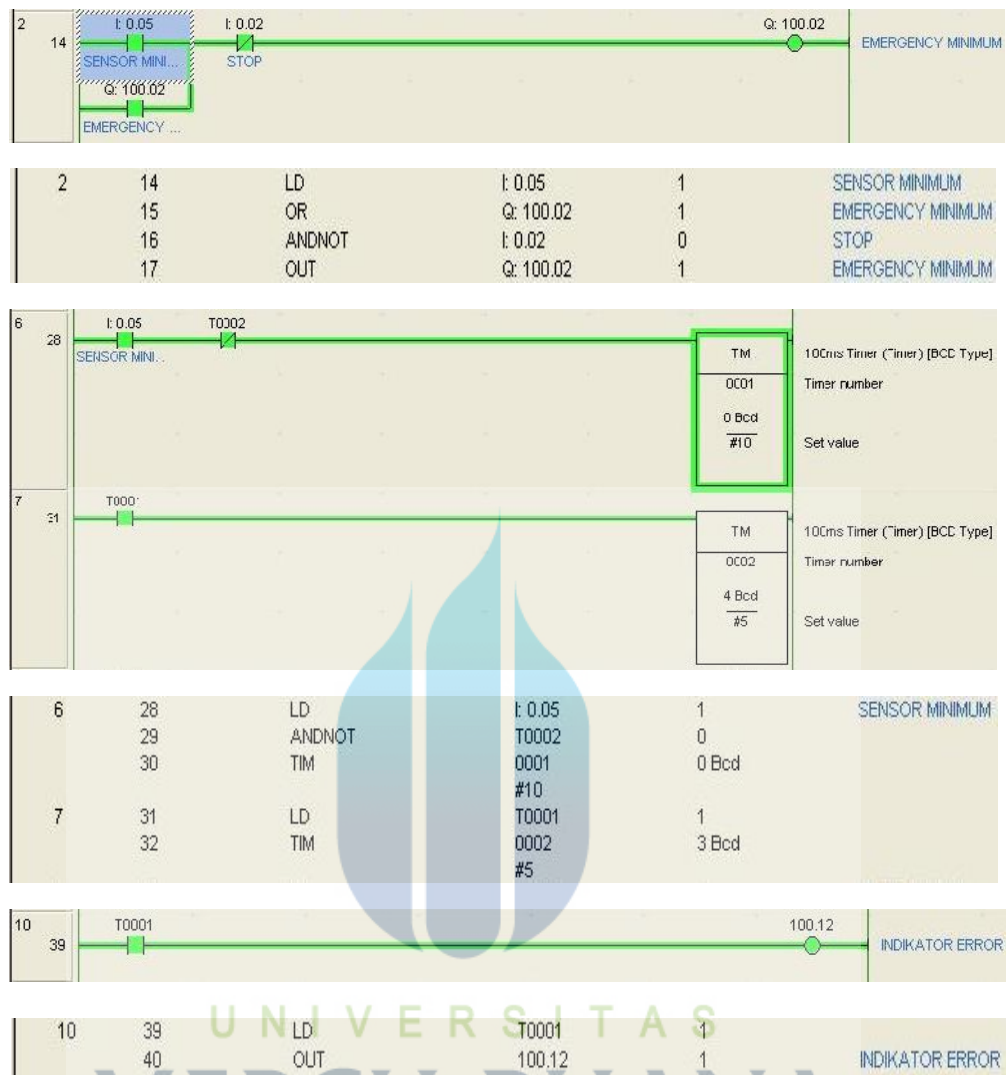 2 I: 0.05 I: 0.02 Q: 100.02
14 EMERGENCY MINIMUM
SENSOR MINI... STOP
Q: 100.02
EMERGENCY ...
2 14 LD I: 0.05 1 SENSOR MINIMUM
15 OR Q: 100.02 1 EMERGENCY MINIMUM
16 ANDNOT I: 0.02 0 STOP
17 OUT Q: 100.02 1 EMERGENCY MINIMUM
6 I: 0.05 T0002
28 SENSOR MINI...
TIM 100ms Timer (Timer) [BCD Type]
0001 Timer number
0 Bcd
#10 Set value
7 T0001
31
TIM 100ms Timer (Timer) [BCD Type]
0002 Timer number
4 Bcd
#5 Set value
6 28 LD I: 0.05 1 SENSOR MINIMUM
29 ANDNOT T0002 0
30 TIM 0001 0 Bcd
#10
7 31 LD T0001 1
32 TIM 0002 3 Bcd
#5
10 T0001 100.12
39 INDIKATOR ERROR
UNIVERSITAS
10 39 LD T0001 1
40 OUT 100.12 1 INDIKATOR ERROR